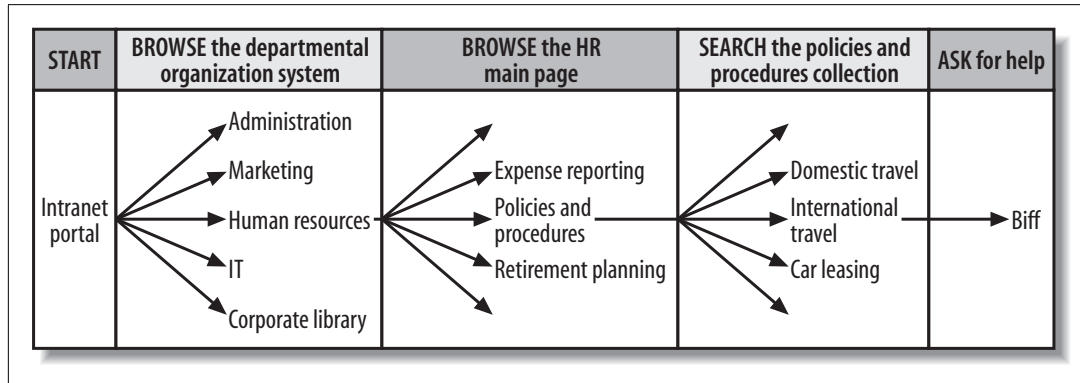 START
BROWSE the departmental
organization system
BROWSE the HR
main page
SEARCH the policies and
procedures collection
ASK for help
Intranet
portal
Administration
Marketing
Human resources
IT
Corporate library
Expense reporting
Policies and
procedures
Retirement planning
Domestic travel
International
travel
Car leasing
Biff